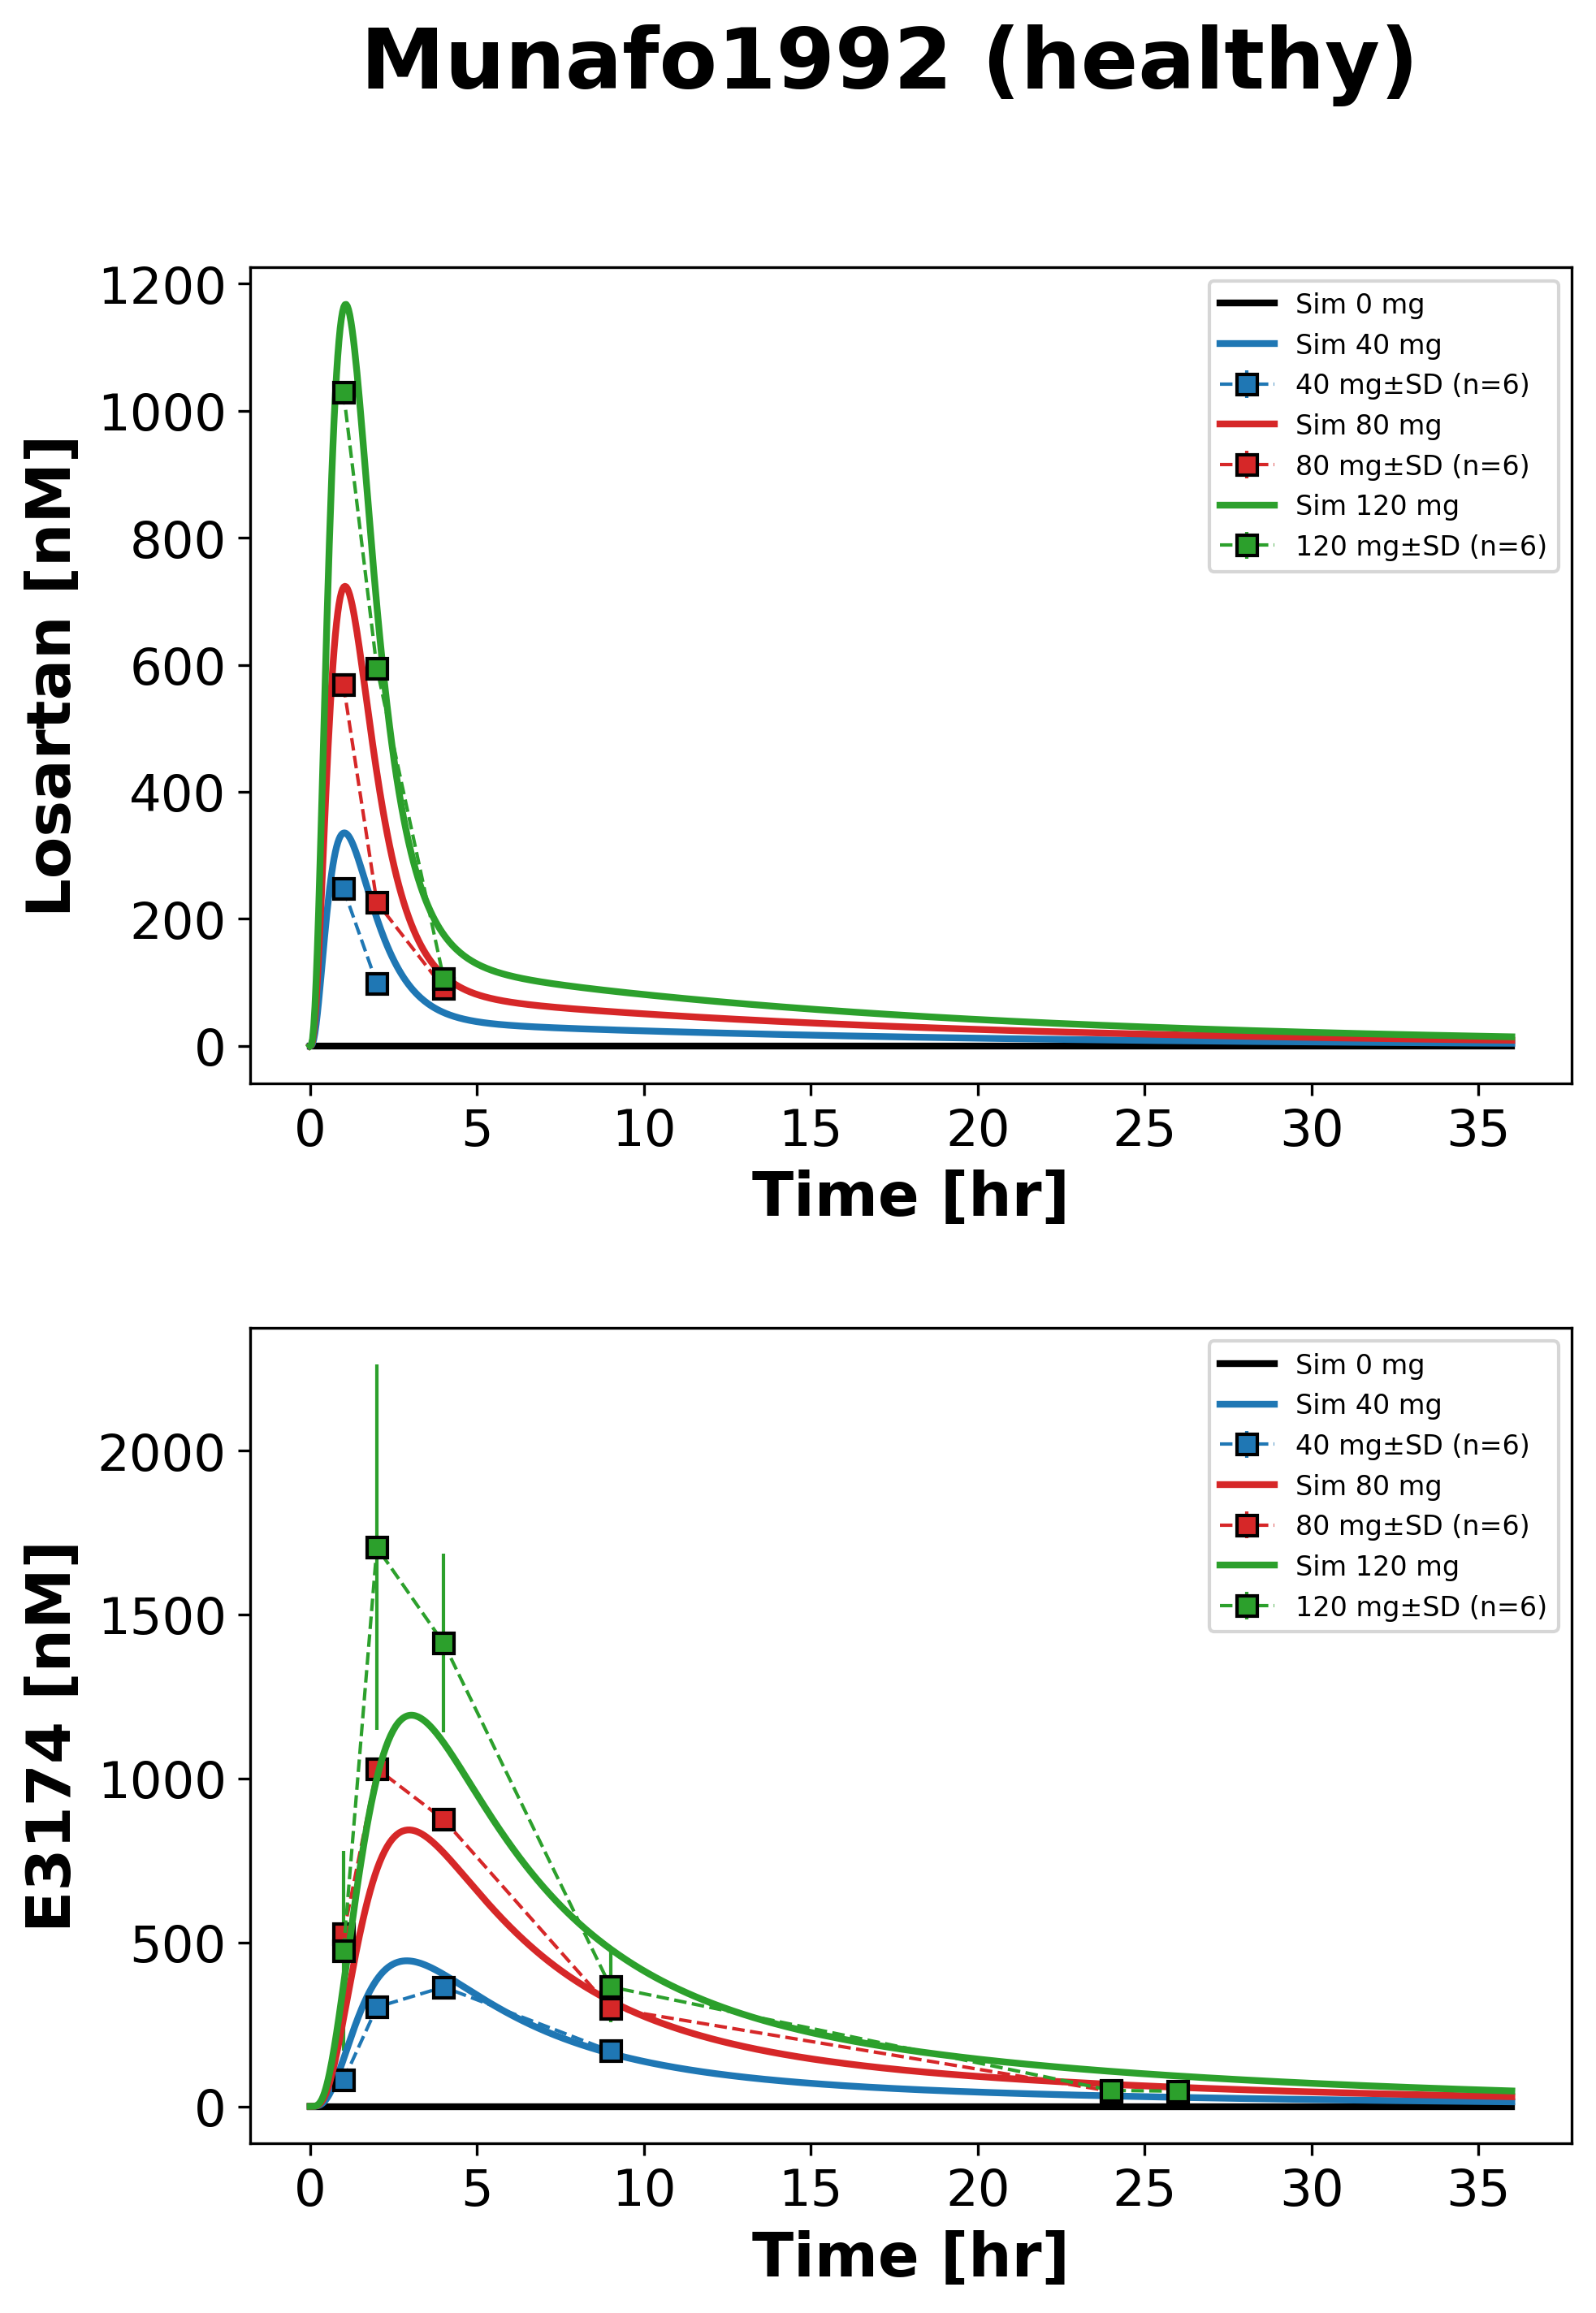 Munafo1992 (healthy)
Losartan [nM]
1200
1000
800
600
400
200
0
Sim 0 mg
Sim 40 mg
40 mg±SD (n=6)
Sim 80 mg
80 mg±SD (n=6)
Sim 120 mg
120 mg±SD (n=6)
0 5 10 15 20 25 30 35
Time [hr]
E3174 [nM]
2000
1500
1000
500
0
Sim 0 mg
Sim 40 mg
40 mg±SD (n=6)
Sim 80 mg
80 mg±SD (n=6)
Sim 120 mg
120 mg±SD (n=6)
0 5 10 15 20 25 30 35
Time [hr]